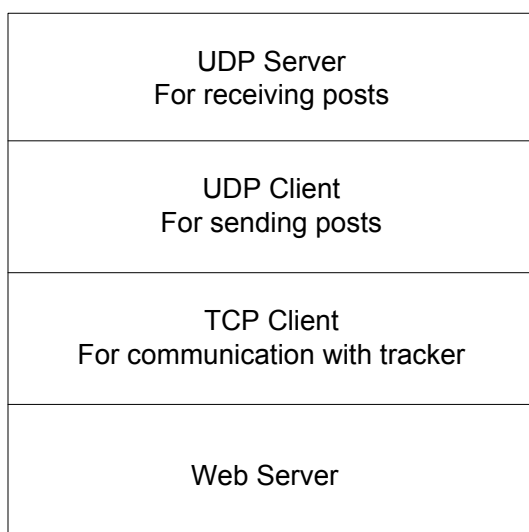 UDP Server
For receiving posts
UDP Client
For sending posts
TCP Client
For communication with tracker
Web Server